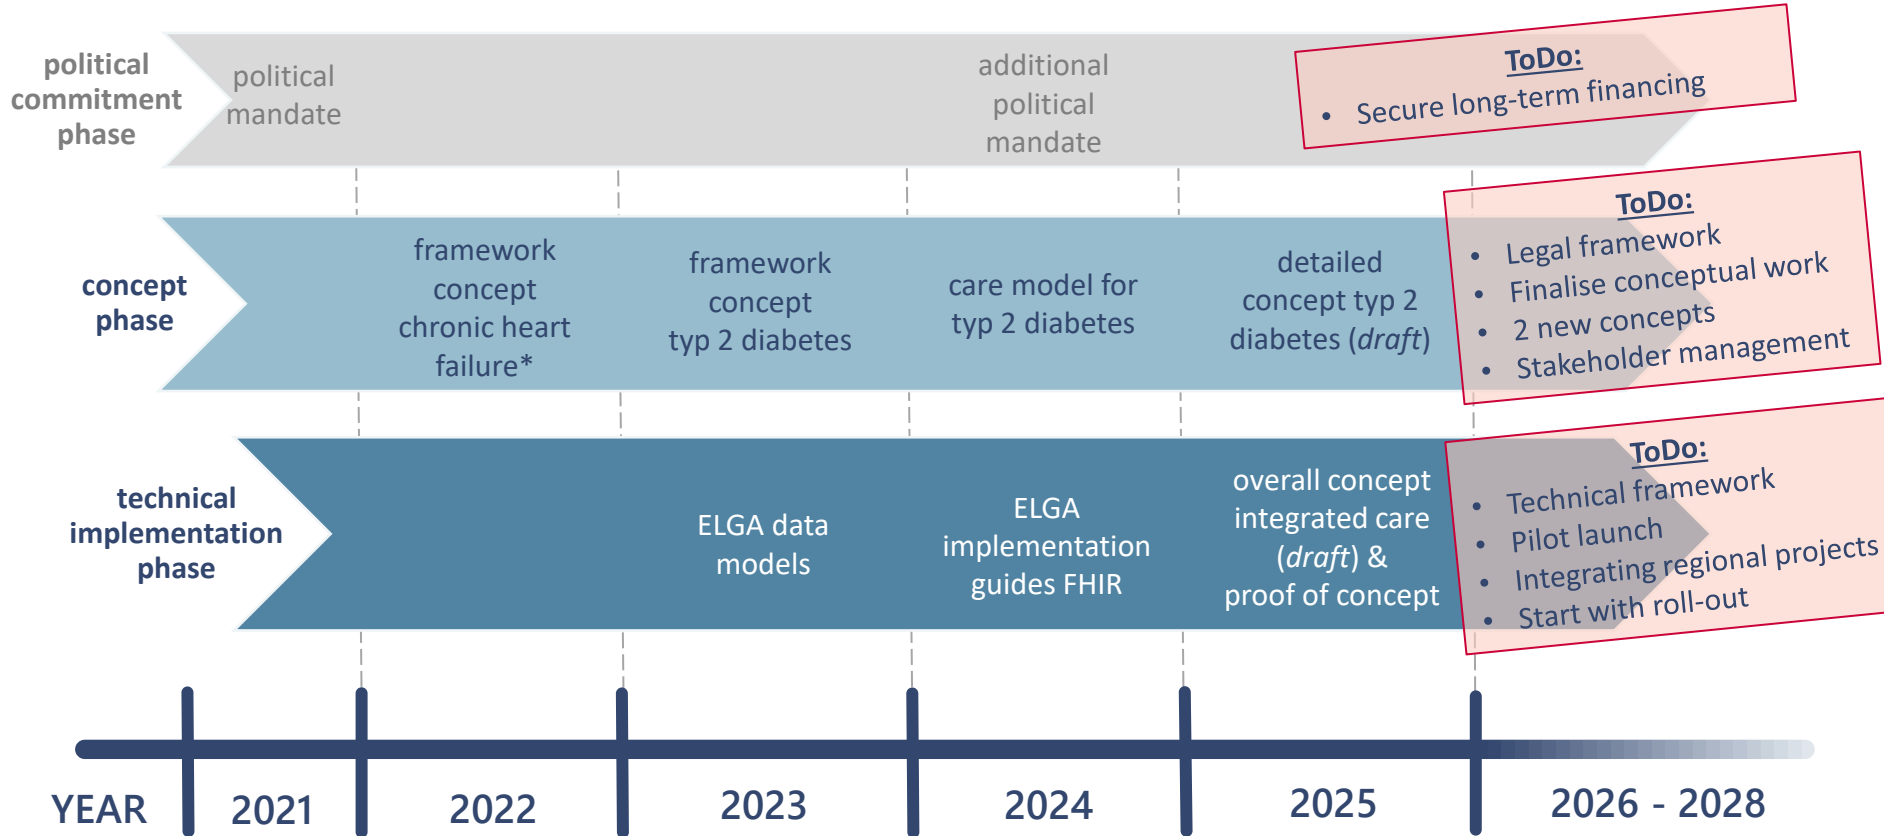 political
commitment
phase
political
mandate
additional
political
mandate
ToDo:
• Secure long-term financing
concept
phase
framework
concept
chronic heart
failure*
framework
concept
typ 2 diabetes
care model for
typ 2 diabetes
detailed
concept typ 2
diabetes (draft)
ToDo:
• Legal framework
• Finalise conceptual work
• 2 new concepts
• Stakeholder management
technical
implementation
phase
ELGA data
models
ELGA
implementation
guides FHIR
overall concept
integrated care
(draft) &
proof of concept
ToDo:
• Technical framework
• Pilot launch
• Integrating regional projects
• Start with roll-out
YEAR 2021 2022 2023 2024 2025 2026 - 2028